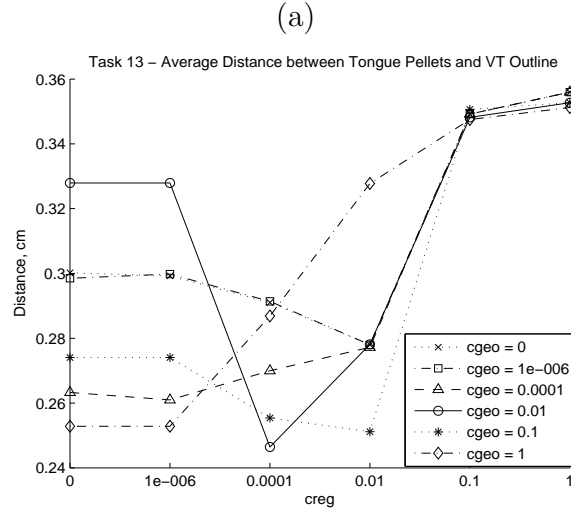 (a)
Task 13 − Average Distance between Tongue Pellets and VT Outline
0.36
0.34
0.32
0.3
0.28
0.26
0.24
Distance, cm
cgeo = 0
cgeo = 1e−006
cgeo = 0.0001
cgeo = 0.01
cgeo = 0.1
cgeo = 1
0 1e−006 0.0001 0.01 0.1 1
creg